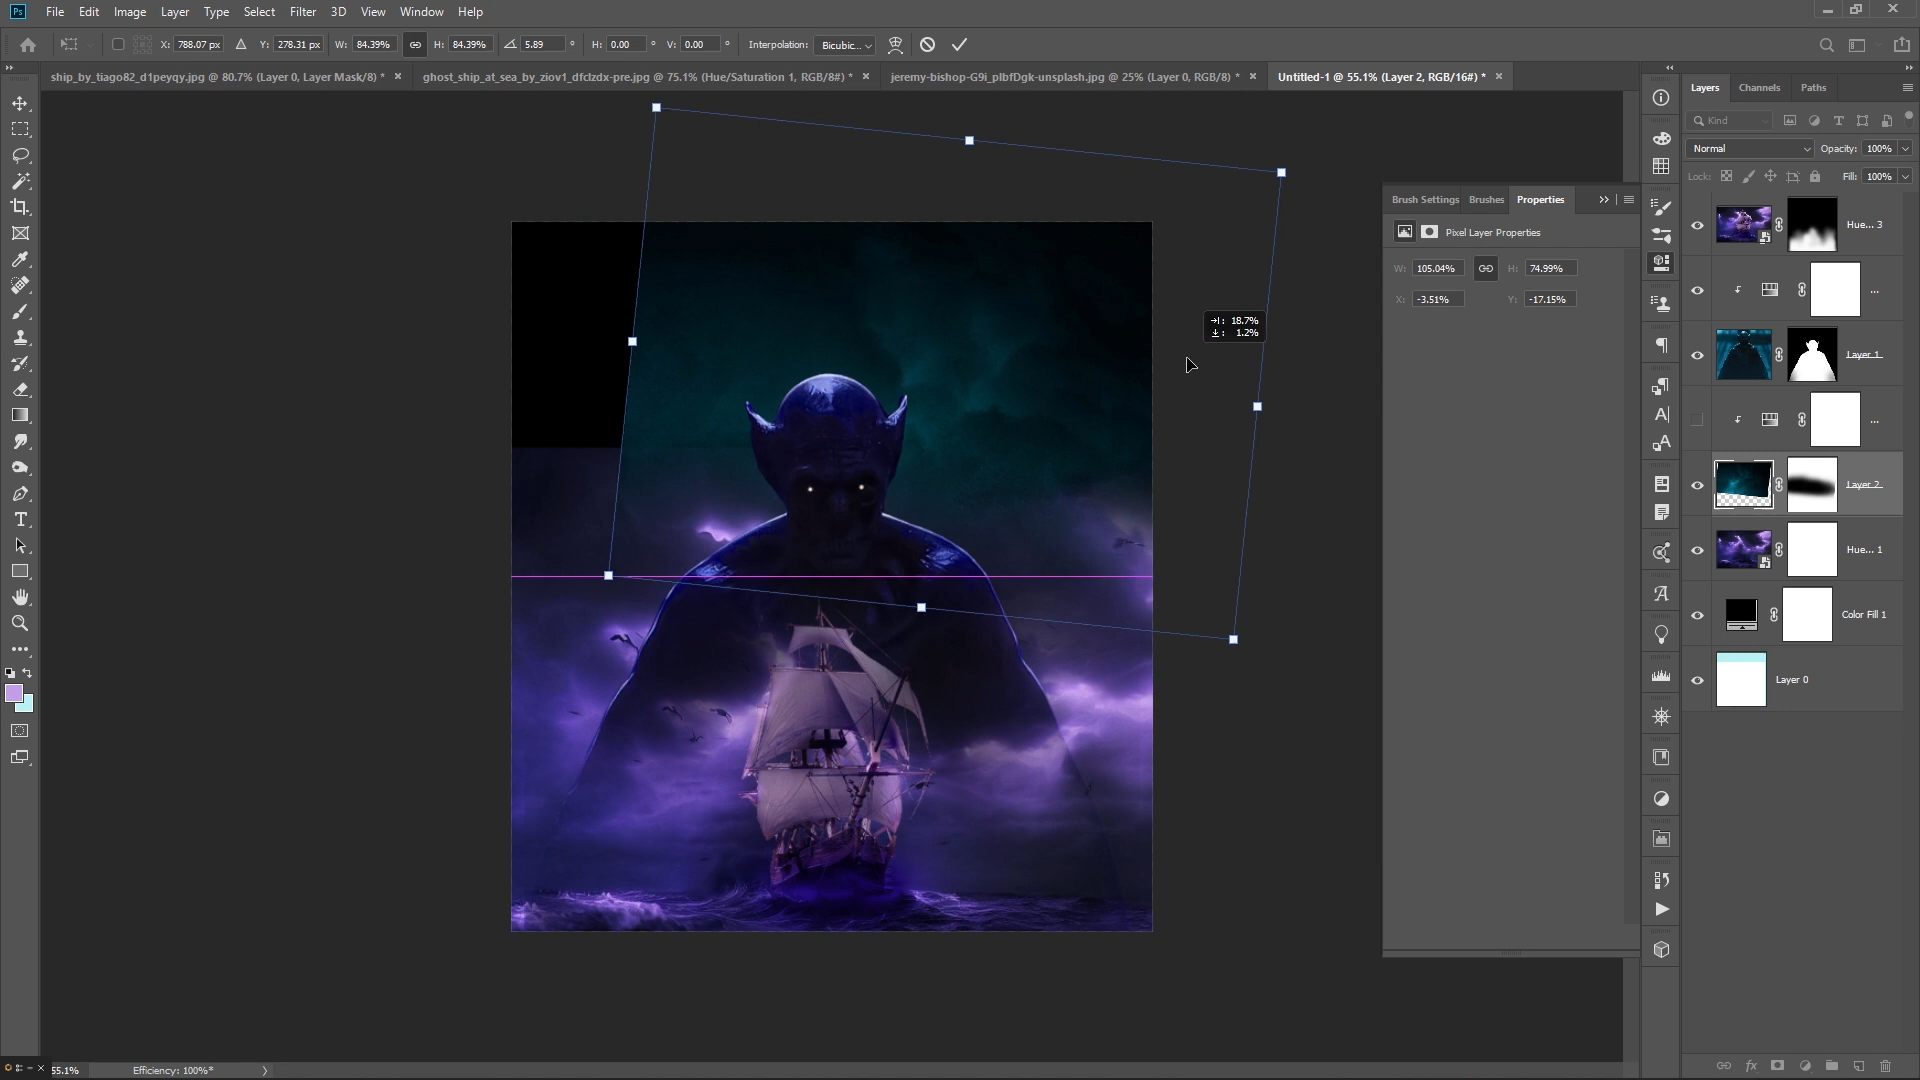 Ps File Edit Image Layer Type Select Filter 3D View Window Help
X: 788.07 px Y: 278.31 px W: 84.39% H: 84.39% 5.89 ° H: 0.00 ° V: 0.00 ° Interpolation: Bicubic...
ship_by_tiago82_d1peyqy.jpg @ 80.7% (Layer 0, Layer Mask/8) * ghost_ship_at_sea_by_ziov1_dfclzdx-pre.jpg @ 75.1% (Hue/Saturation 1, RGB/8#) * jeremy-bishop-G9i_plbfDgk-unsplash.jpg @ 25% (Layer 0, RGB/8) * Untitled-1 @ 55.1% (Layer 2, RGB/16#) *
Layers Channels Paths
Kind
Normal Opacity: 100%
Lock: Fill: 100%
Brush Settings Brushes Properties
Pixel Layer Properties
W: 105.04% H: 74.99%
X: -3.51% Y: -17.15%
18.7%
1.2%
Hue... 3
...
Layer 1
...
Layer 2
Hue... 1
Color Fill 1
Layer 0
55.1% Efficiency: 100%*